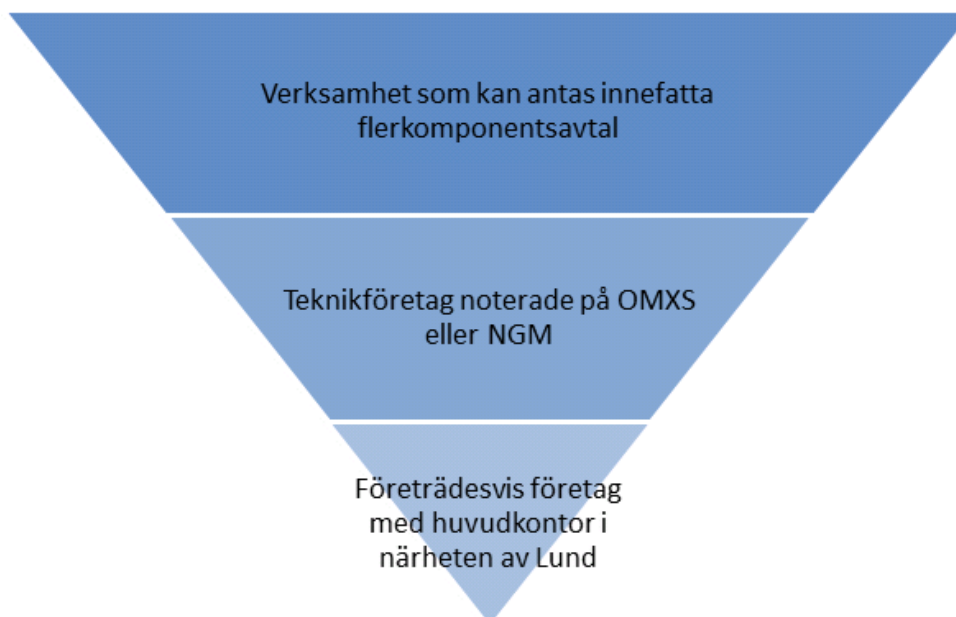 Verksamhet som kan antas innefatta
flerkomponentsavtal
Teknikföretag noterade på OMXS
eller NGM
Företrädesvis företag
med huvudkontor i
närheten av Lund